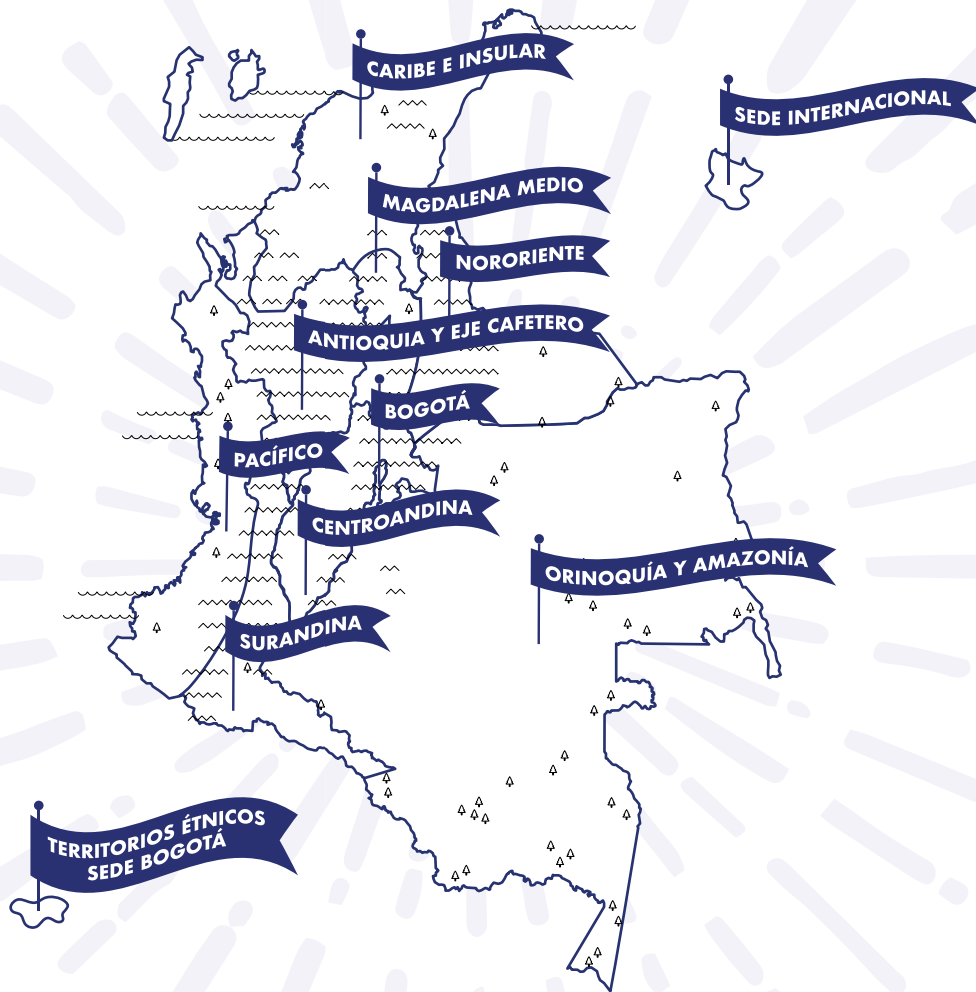 CARIBE E INSULAR
SEDE INTERNACIONAL
MAGDALENA MEDIO
NORORIENTE
ANTIOQUIA Y EJE CAFETERO
BOGOTÁ
PACÍFICO
CENTROANDINA
ORINOQUÍA Y AMAZONÍA
SURANDINA
TERRITORIOS ÉTNICOS
SEDE BOGOTÁ